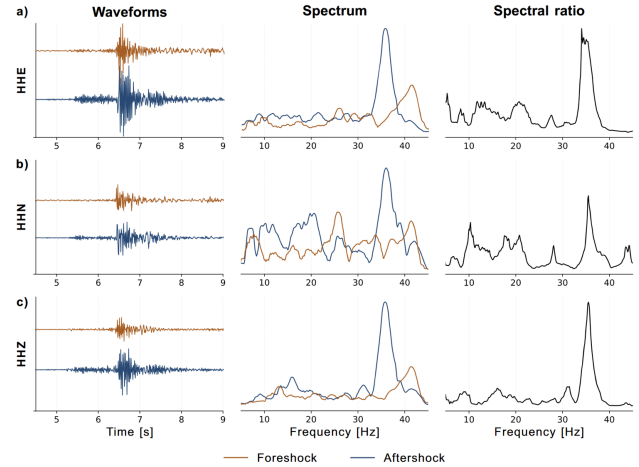 Waveforms Spectrum Spectral ratio
a)
HHE
5 6 7 8 9 10 20 30 40 10 20 30 40
b)
HHN
5 6 7 8 9 10 20 30 40 10 20 30 40
c)
HHZ
5 6 7 8 9 10 20 30 40 10 20 30 40
Time [s] Frequency [Hz] Frequency [Hz]
Foreshock Aftershock